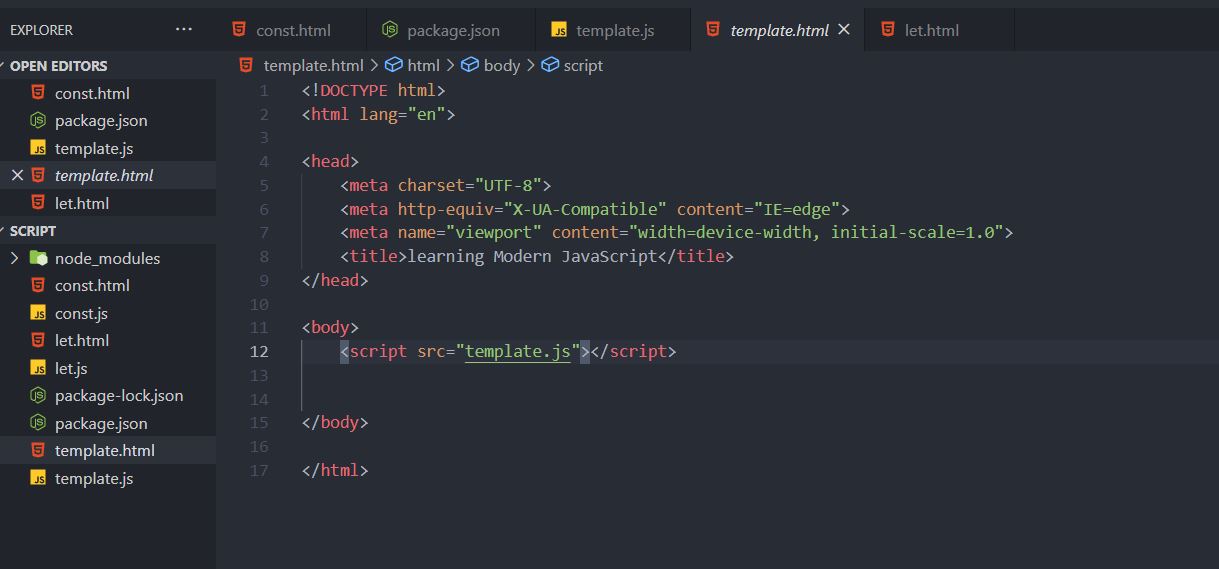 EXPLORER ...
const.html package.json template.js template.html let.html
OPEN EDITORS
const.html
package.json
template.js
template.html
let.html
SCRIPT
node_modules
const.html
const.js
let.html
let.js
package-lock.json
package.json
template.html
template.js
template.html > html > body > script
1 <!DOCTYPE html>
2 <html lang="en">
3
4 <head>
5 <meta charset="UTF-8">
6 <meta http-equiv="X-UA-Compatible" content="IE=edge">
7 <meta name="viewport" content="width=device-width, initial-scale=1.0">
8 <title>learning Modern JavaScript</title>
9 </head>
10
11 <body>
12 <script src="template.js"></script>
13
14
15 </body>
16
17 </html>